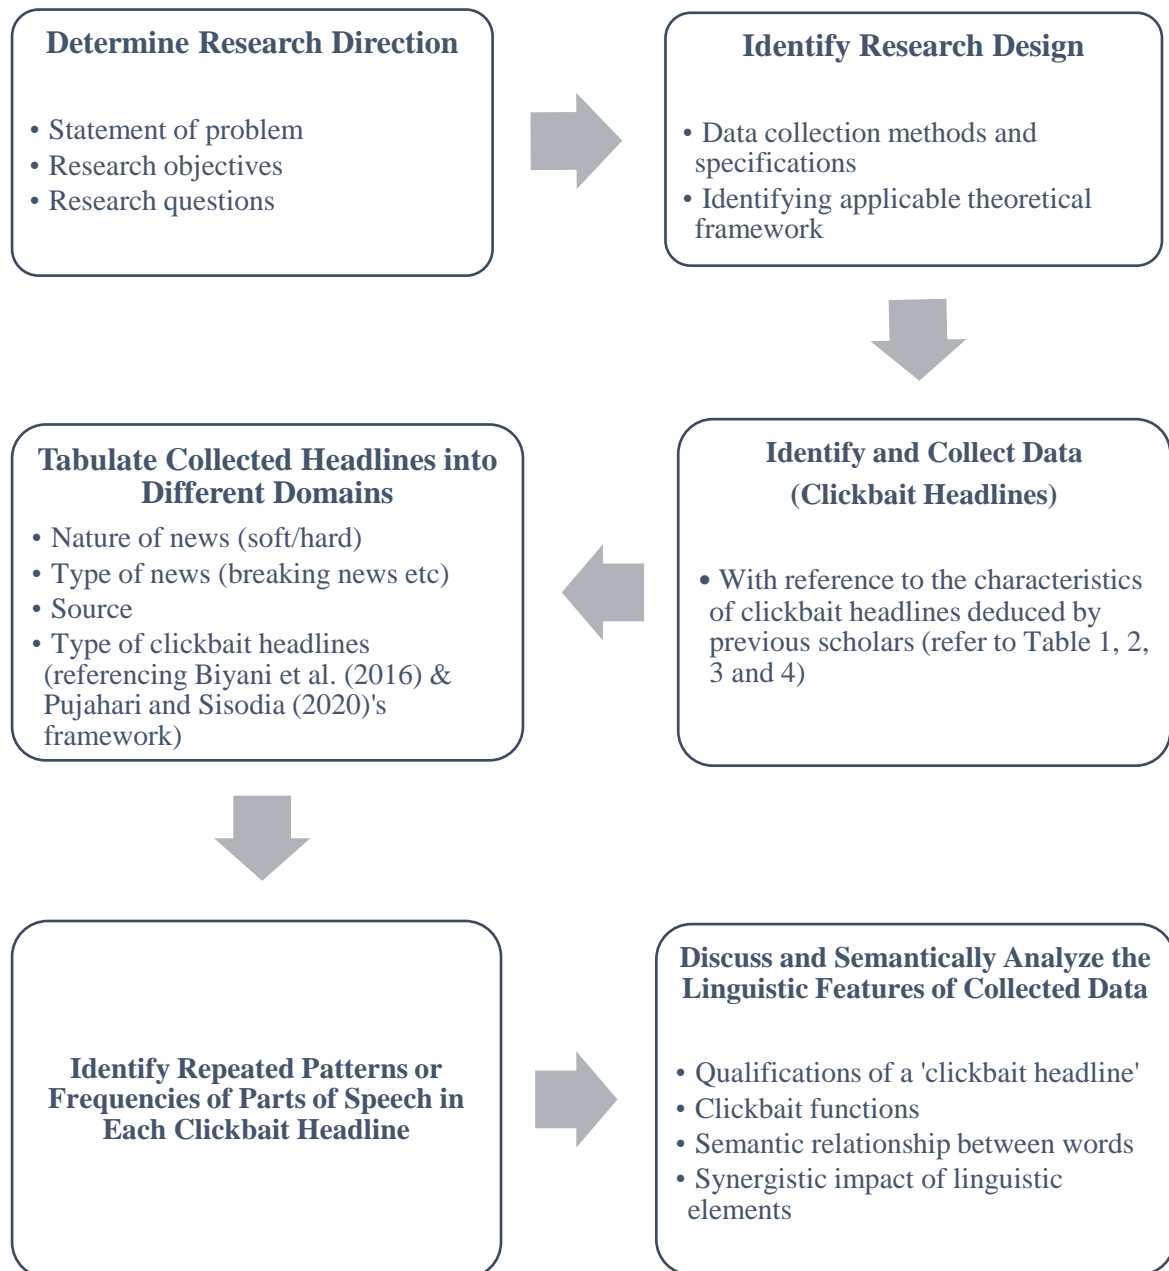 Determine Research Direction
• Statement of problem
• Research objectives
• Research questions
Identify Research Design
• Data collection methods and
specifications
• Identifying applicable theoretical
framework
Identify and Collect Data
(Clickbait Headlines)
• With reference to the characteristics
of clickbait headlines deduced by
previous scholars (refer to Table 1, 2,
3 and 4)
Tabulate Collected Headlines into
Different Domains
• Nature of news (soft/hard)
• Type of news (breaking news etc)
• Source
• Type of clickbait headlines
(referencing Biyani et al. (2016) &
Pujahari and Sisodia (2020)'s
framework)
Identify Repeated Patterns or
Frequencies of Parts of Speech in
Each Clickbait Headline
Discuss and Semantically Analyze the
Linguistic Features of Collected Data
• Qualifications of a 'clickbait headline'
• Clickbait functions
• Semantic relationship between words
• Synergistic impact of linguistic
elements